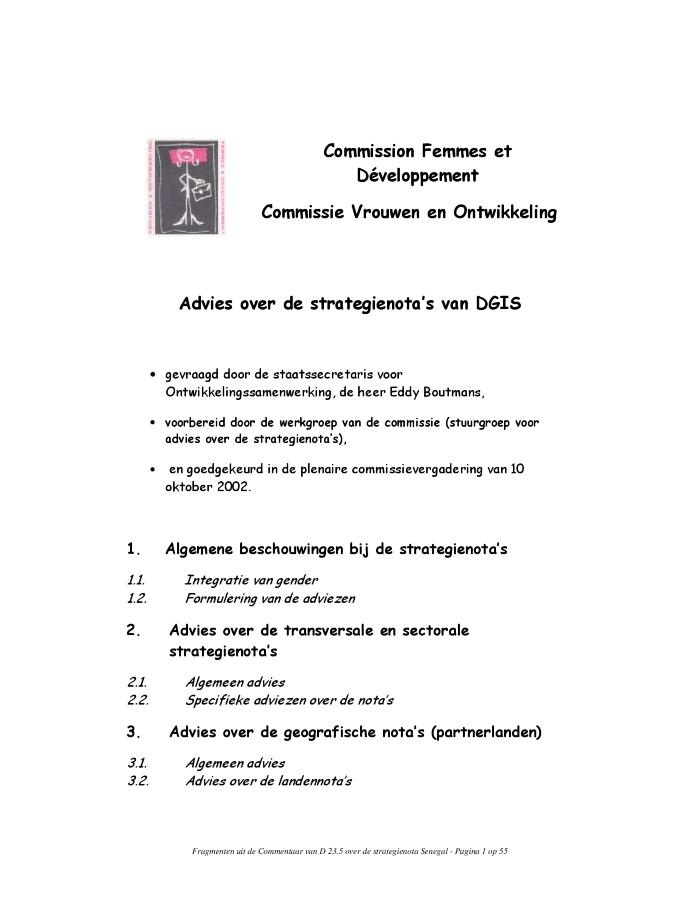 Commission Femmes et
Développement
Commissie Vrouwen en Ontwikkeling
Advies over de strategienota's van DGIS
• gevraagd door de staatssecretaris voor
Ontwikkelingssamenwerking, de heer Eddy Boutmans,
• voorbereid door de werkgroep van de commissie (stuurgroep voor
advies over de strategienota's),
• en goedgekeurd in de plenaire commissievergadering van 10
oktober 2002.
1. Algemene beschouwingen bij de strategienota's
1.1. Integratie van gender
1.2. Formulering van de adviezen
2. Advies over de transversale en sectorale
strategienota's
2.1. Algemeen advies
2.2. Specifieke adviezen over de nota's
3. Advies over de geografische nota's (partnerlanden)
3.1. Algemeen advies
3.2. Advies over de landennota's
Fragmenten uit de Commentaar van D 23.5 over de strategienota Senegal - Pagina 1 op 55